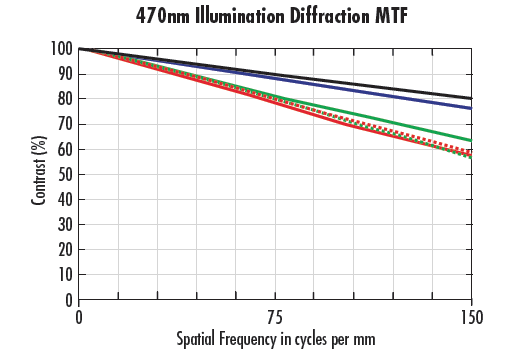 470nm Illumination Diffraction MTF
100
90
80
70
60
50
40
30
20
10
0
Contrast (%)
0 75 150
Spatial Frequency in cycles per mm